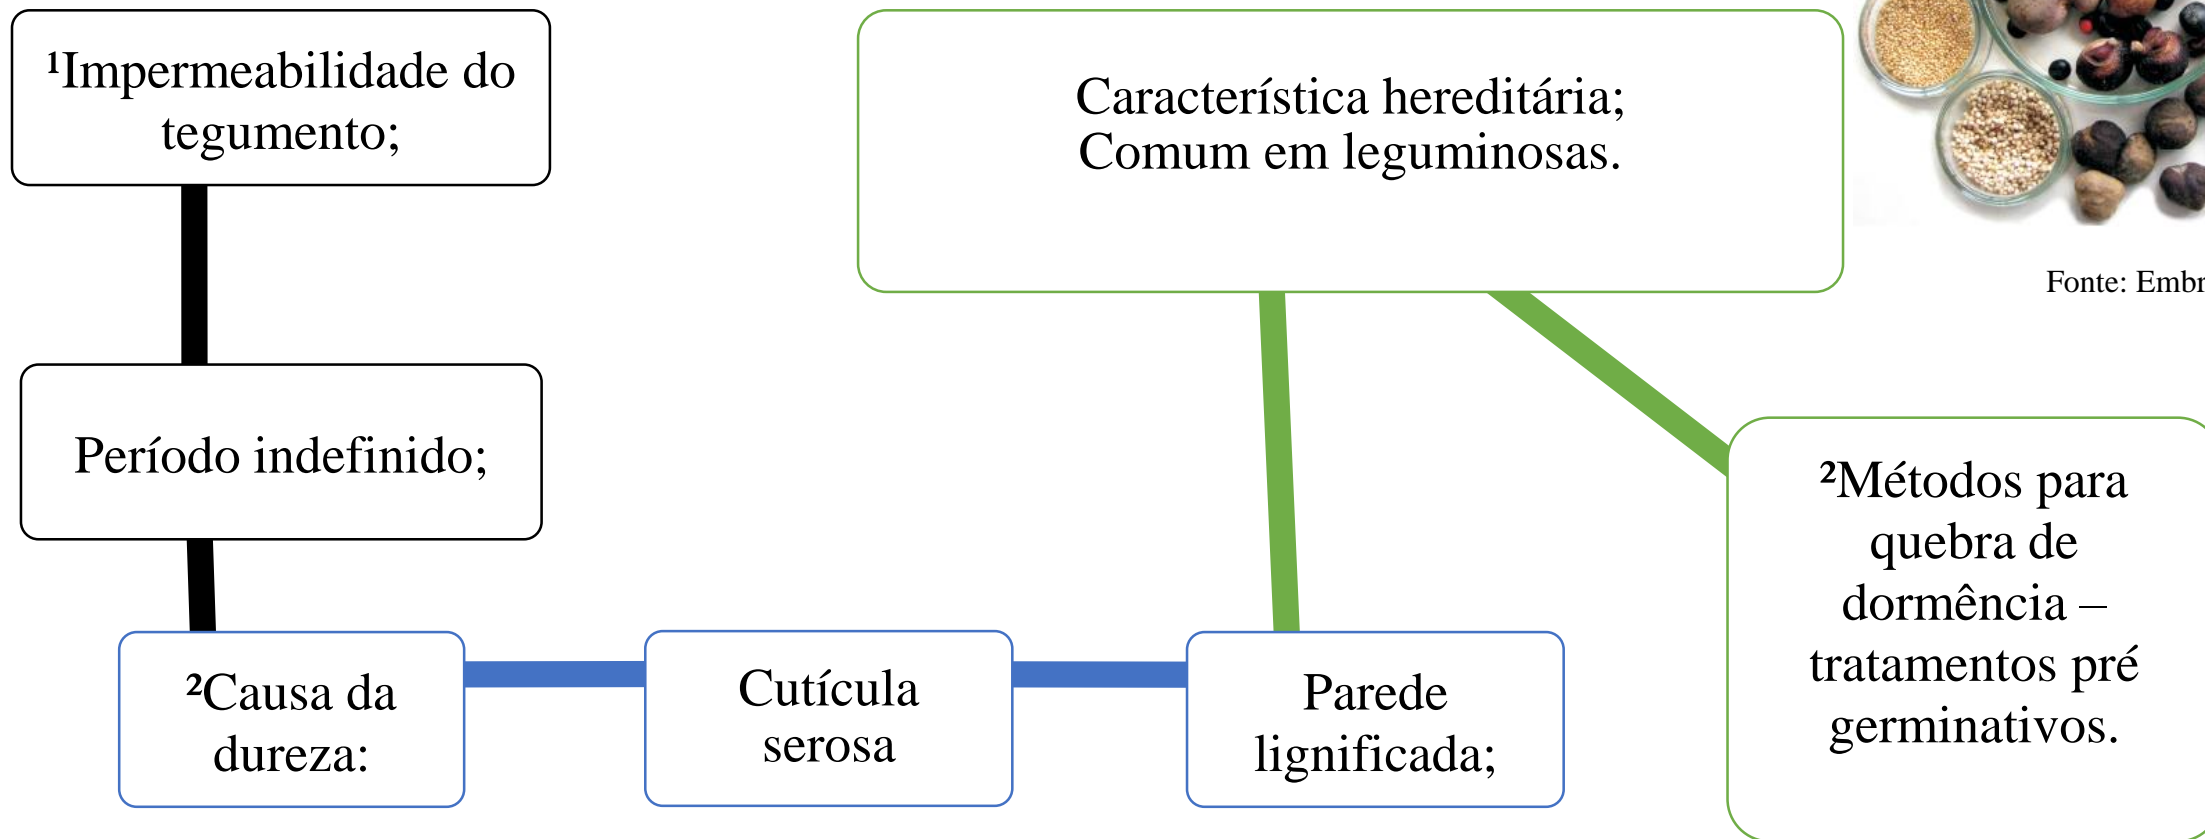 ¹Impermeabilidade do
tegumento;
Característica hereditária;
Comum em leguminosas.
Fonte:
Período indefinido;
²Métodos para
quebra de
dormência –
tratamentos pré
germinativos.
²Causa da
dureza:
Cutícula
serosa
Parede
lignificada;